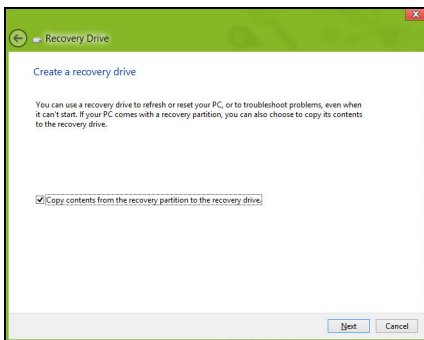 Recovery Drive
Create a recovery drive
You can use a recovery drive to refresh or reset your PC, or to troubleshoot problems, even when
it can't start. If your PC comes with a recovery partition, you can also choose to copy its contents
to the recovery drive.
Copy contents from the recovery partition to the recovery drive.
Next Cancel